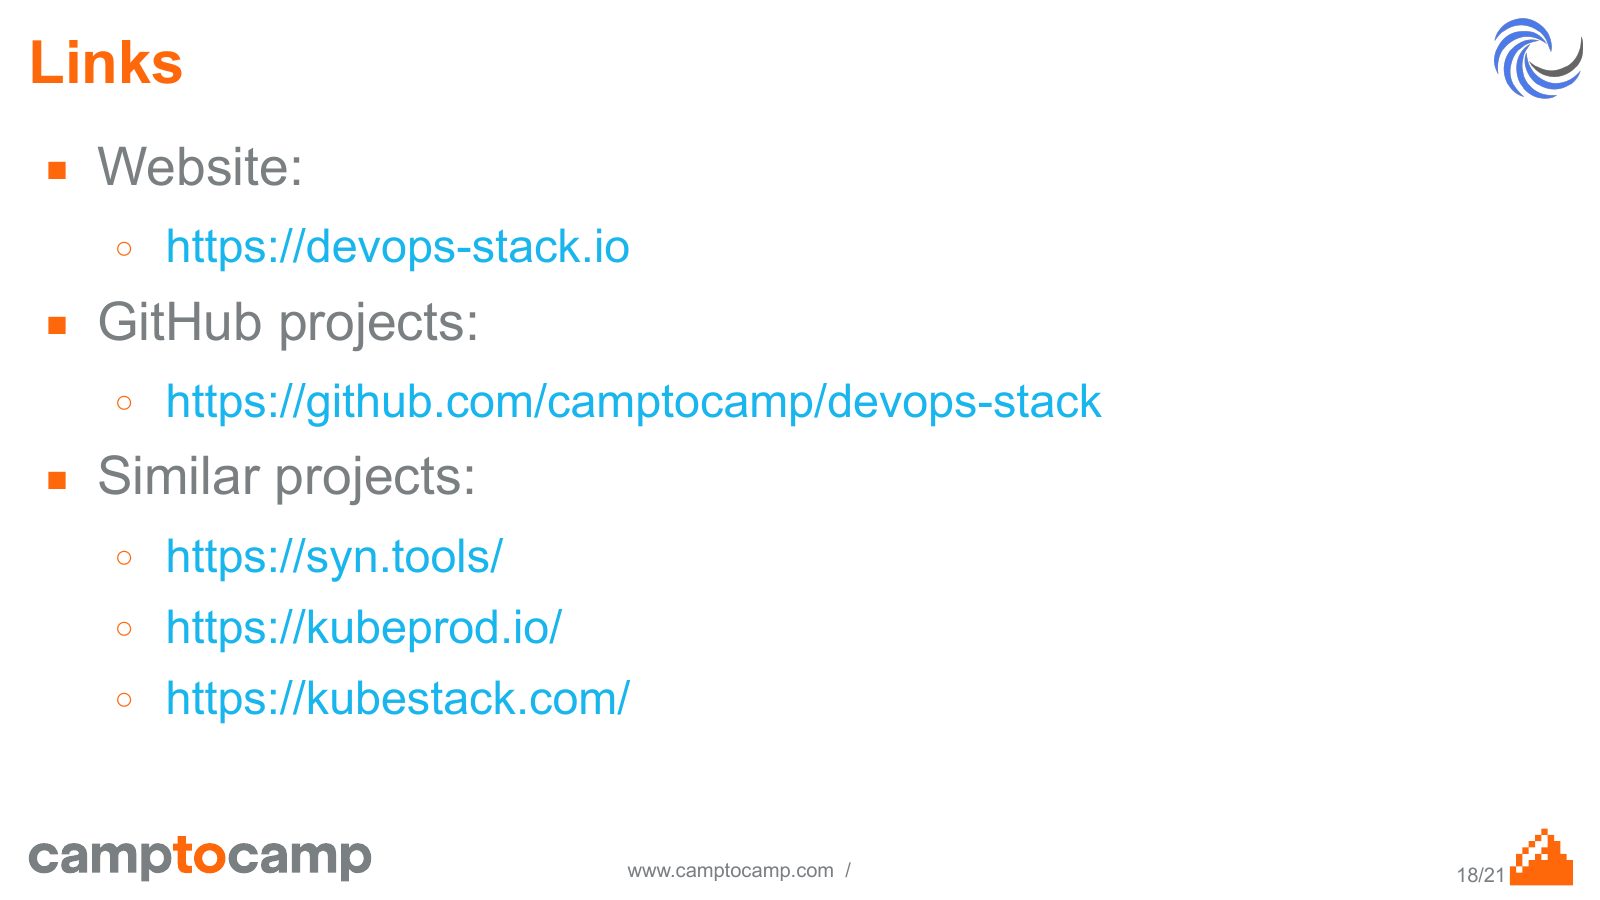 Links
Website:
https://devops-stack.io
GitHub projects:
https://github.com/camptocamp/devops-stack
Similar projects:
https://syn.tools/
https://kubeprod.io/
https://kubestack.com/
camptocamp
www.camptocamp.com /
18/21